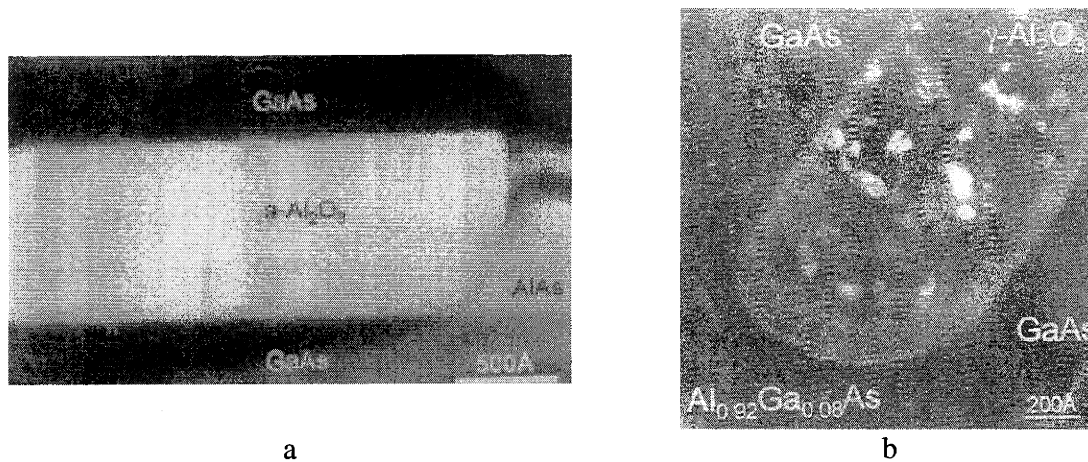 GaAs
a-Al₂O₃
AlAs
GaAs
500Å
a
GaAs
γ-Al₂O₃
GaAs
Al₀.₉₂Ga₀.₀₈As
200Å
b